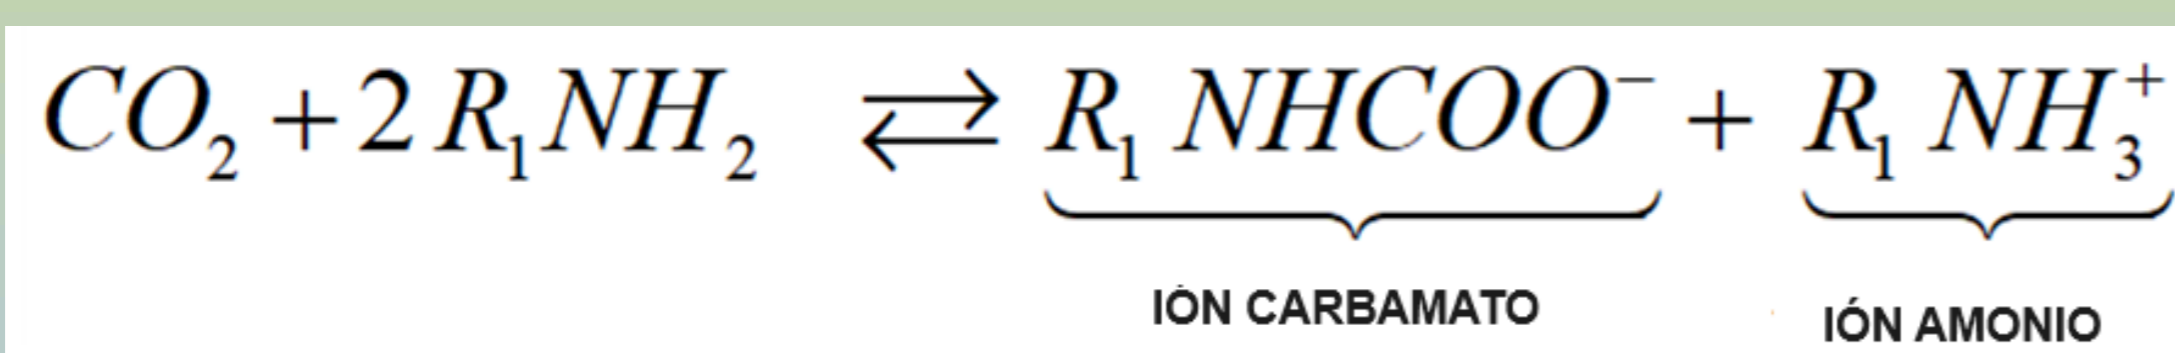 CO₂ + 2 R₁NH₂ ⇄ R₁ NHCOO⁻ + R₁ NH₃⁺
IÓN CARBAMATO IÓN AMONIO